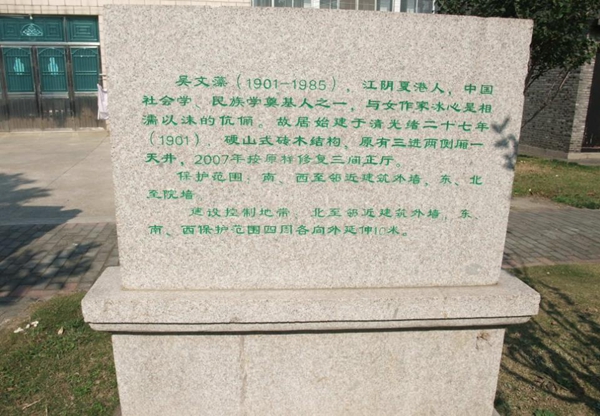 吴文藻(1901-1985),江阴夏港人,中国
社会学、民族学奠基人之一,与女作家冰心是相
濡以沫的伉俪。故居始建于清光绪二十七年
(1901),硬山式砖木结构、原有三进两侧厢一
天井,2007年按原样修复三间正厅。
保护范围:南、西至邻近建筑外墙、东、北
至院墙
建设控制地带、北至邻近建筑外墙,东、
南、西保护范围四周各向外延伸10米。